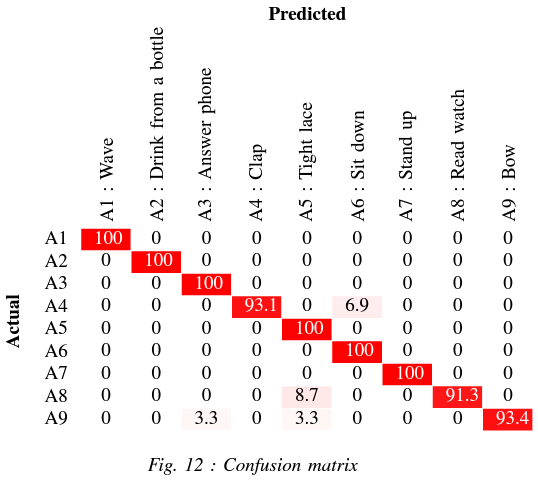 Predicted
A1 : Wave
A2 : Drink from a bottle
A3 : Answer phone
A4 : Clap
A5 : Tight lace
A6 : Sit down
A7 : Stand up
A8 : Read watch
A9 : Bow
Actual
A1 100 0 0 0 0 0 0 0 0
A2 0 100 0 0 0 0 0 0 0
A3 0 0 100 0 0 0 0 0 0
A4 0 0 0 93.1 0 6.9 0 0 0
A5 0 0 0 0 100 0 0 0 0
A6 0 0 0 0 0 100 0 0 0
A7 0 0 0 0 0 0 100 0 0
A8 0 0 0 0 8.7 0 0 91.3 0
A9 0 0 3.3 0 3.3 0 0 0 93.4
Fig. 12 : Confusion matrix